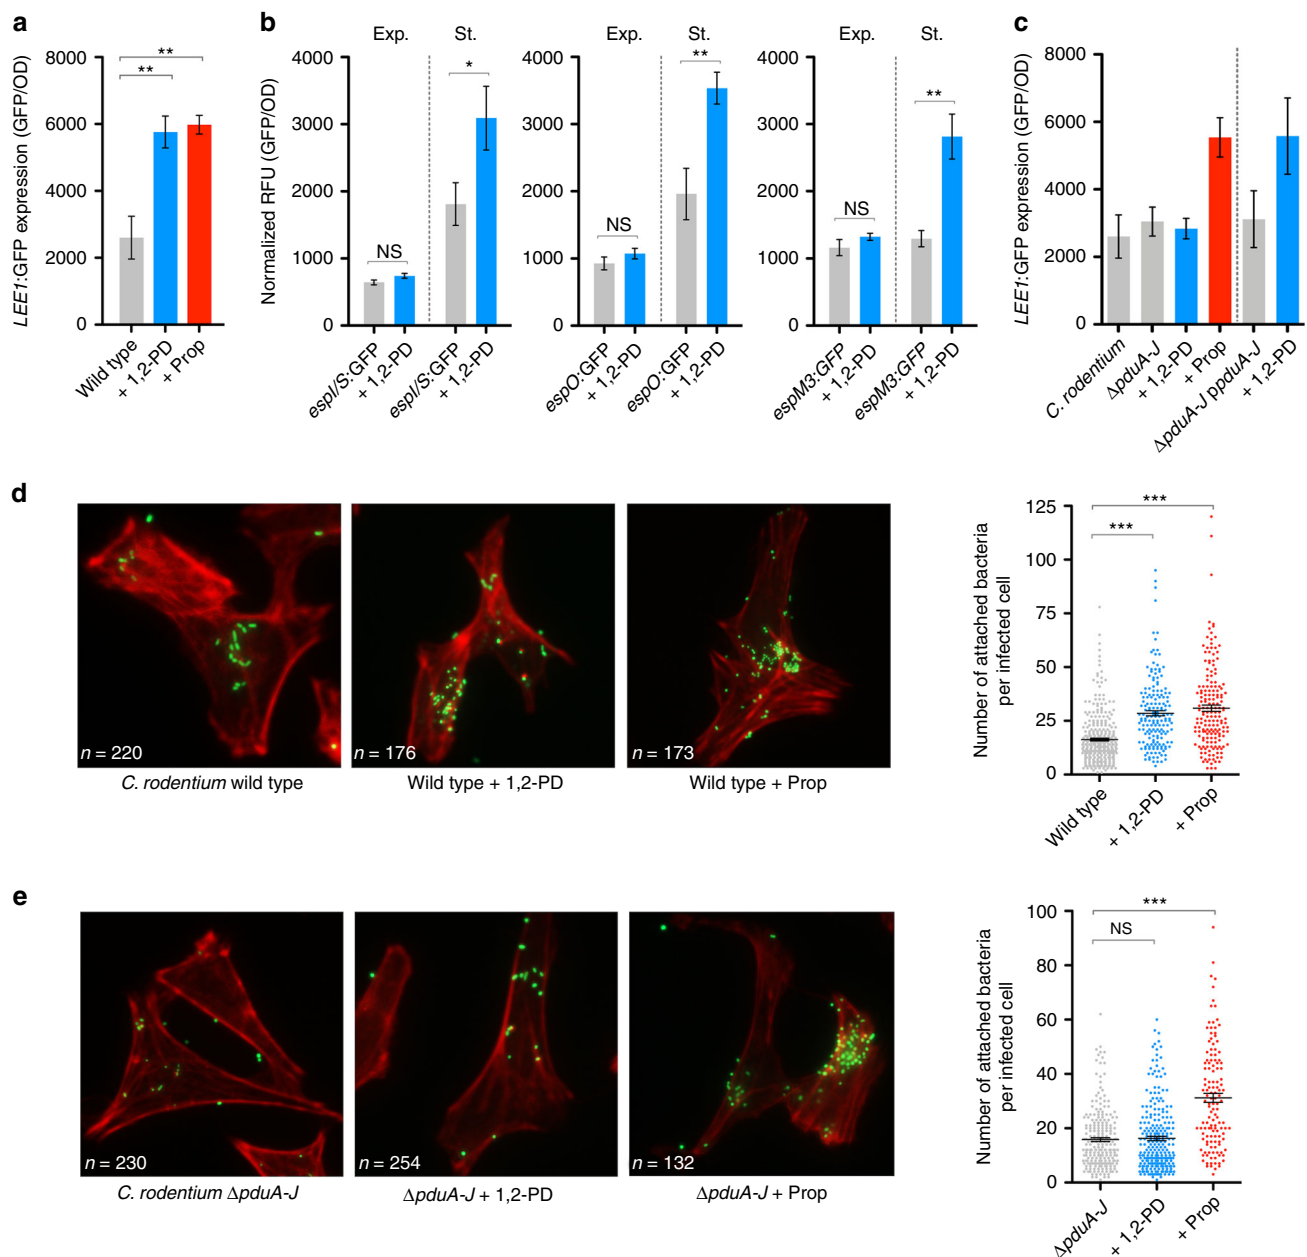 a
LEE1:GFP expression (GFP/OD)
8000
6000
4000
2000
0
**
**
Wild type
+ 1,2-PD
+ Prop
b
Normalized RFU (GFP/OD)
Exp.
St.
4000
3000
2000
1000
0
NS
*
espI/S:GFP
+ 1,2-PD
espI/S:GFP
+ 1,2-PD
Exp.
St.
4000
3000
2000
1000
0
NS
**
espO:GFP
+ 1,2-PD
espO:GFP
+ 1,2-PD
Exp.
St.
4000
3000
2000
1000
0
NS
**
espM3:GFP
+ 1,2-PD
espM3:GFP
+ 1,2-PD
c
LEE1:GFP expression (GFP/OD)
8000
6000
4000
2000
0
C. rodentium
ΔpduA-J
+ 1,2-PD
+ Prop
ΔpduA-J ppduA-J
+ 1,2-PD
d
n = 220
C. rodentium wild type
n = 176
Wild type + 1,2-PD
n = 173
Wild type + Prop
Number of attached bacteria
per infected cell
125
100
75
50
25
0
***
***
Wild type
+ 1,2-PD
+ Prop
e
n = 230
C. rodentium ΔpduA-J
n = 254
ΔpduA-J + 1,2-PD
n = 132
ΔpduA-J + Prop
Number of attached bacteria
per infected cell
100
80
60
40
20
0
***
NS
ΔpduA-J
+ 1,2-PD
+ Prop